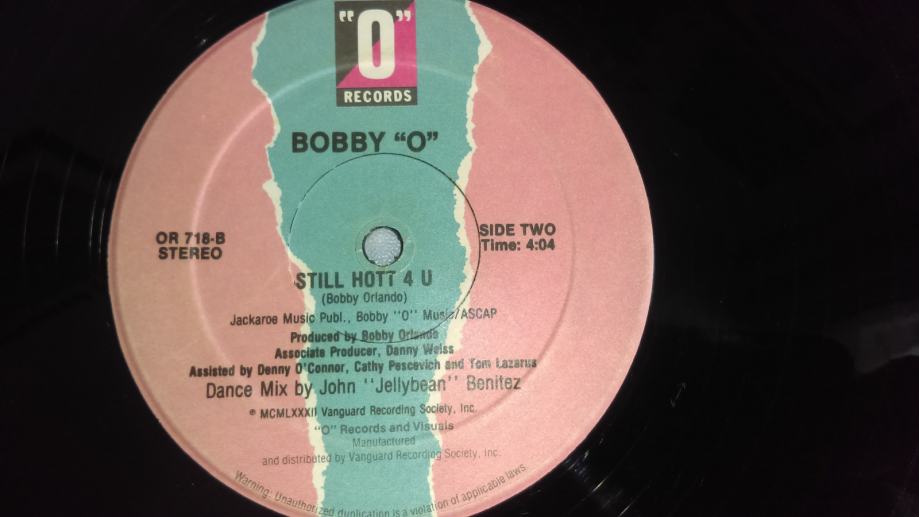 "O"
RECORDS
BOBBY "O"
OR 718-B
STEREO
SIDE TWO
Time: 4:04
STILL HOTT 4 U
(Bobby Orlando)
Jackaroe Music Publ., Bobby "O" Music/ASCAP
Produced by Bobby Orlando
Associate Producer, Danny Weiss
Assisted by Denny O'Connor, Cathy Pescevich and Tom Lazarus
Dance Mix by John "Jellybean" Benitez
℗ MCMLXXXII Vanguard Recording Society, Inc.
"O" Records and Visuals
Manufactured
and distributed by Vanguard Recording Society, Inc.
Warning: Unauthorized duplication is a violation of applicable laws.